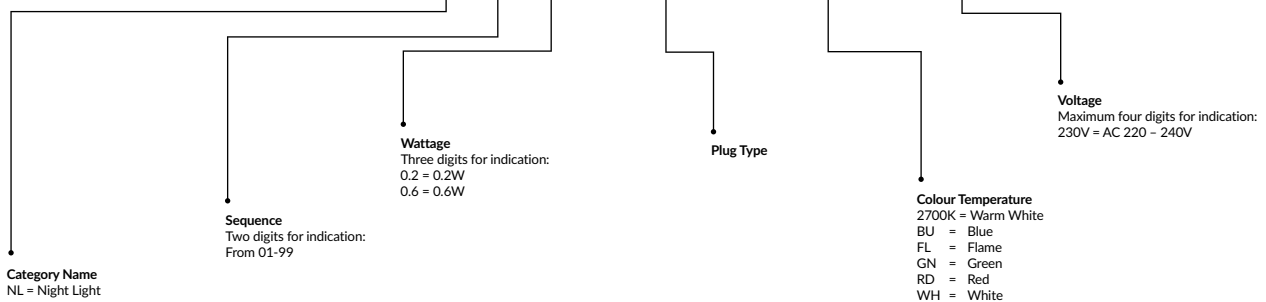 Voltage
Maximum four digits for indication:
230V = AC 220 – 240V
Wattage
Three digits for indication:
0.2 = 0.2W
0.6 = 0.6W
Plug Type
Colour Temperature
2700K = Warm White
BU = Blue
FL = Flame
GN = Green
RD = Red
WH = White
Sequence
Two digits for indication:
From 01-99
Category Name
NL = Night Light